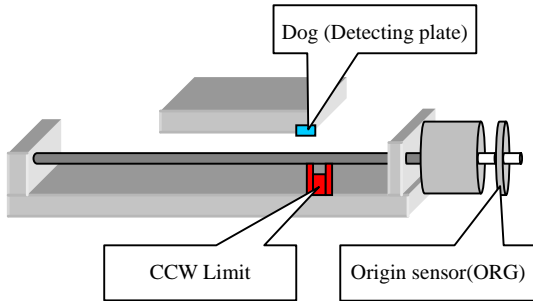 Dog (Detecting plate)
CCW Limit
Origin sensor(ORG)